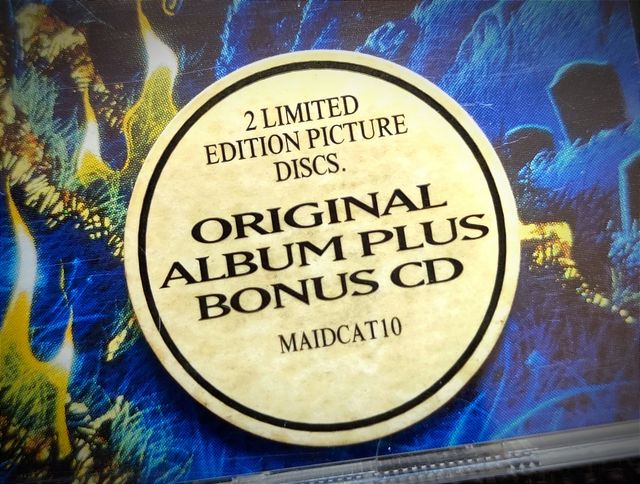 2 LIMITED
EDITION PICTURE
DISCS.
ORIGINAL
ALBUM PLUS
BONUS CD
MAIDCAT10